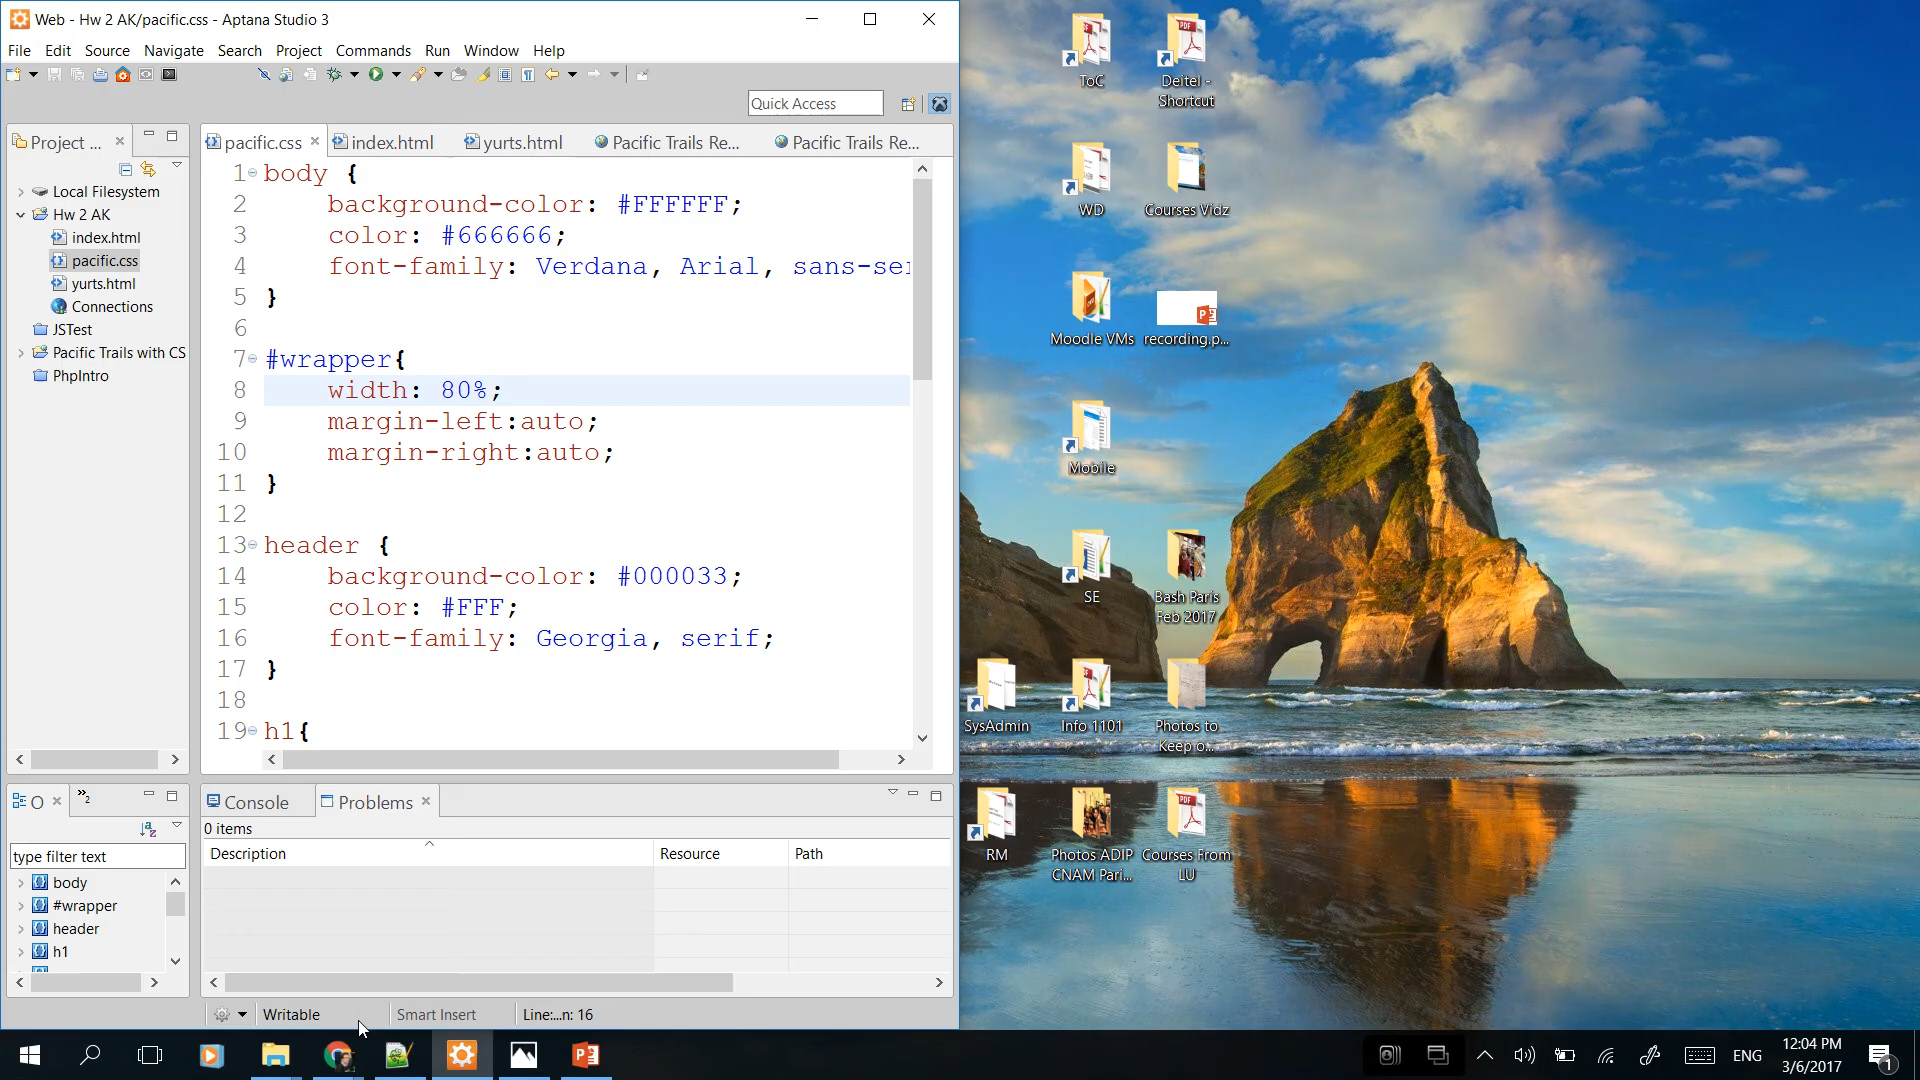 Web - Hw 2 AK/pacific.css - Aptana Studio 3
File Edit Source Navigate Search Project Commands Run Window Help
Quick Access
Project ...
pacific.css index.html yurts.html Pacific Trails Re... Pacific Trails Re...
Local Filesystem
Hw 2 AK
index.html
pacific.css
yurts.html
Connections
JSTest
Pacific Trails with CS
PhpIntro
1 body {
2 background-color: #FFFFFF;
3 color: #666666;
4 font-family: Verdana, Arial, sans-ser
5 }
6
7 #wrapper{
8 width: 80%;
9 margin-left:auto;
10 margin-right:auto;
11 }
12
13 header {
14 background-color: #000033;
15 color: #FFF;
16 font-family: Georgia, serif;
17 }
18
19 h1{
O
2
type filter text
body
#wrapper
header
h1
Console Problems
0 items
Description Resource Path
Writable Smart Insert Line:...n: 16
ToC
Deitel -
Shortcut
WD
Courses Vidz
Moodle VMs
recording.p...
Mobile
SE
Bash Paris
Feb 2017
SysAdmin
Info 1101
Photos to
Keep o...
RM
Photos ADIP
CNAM Pari...
Courses From
LU
ENG
12:04 PM
3/6/2017
1